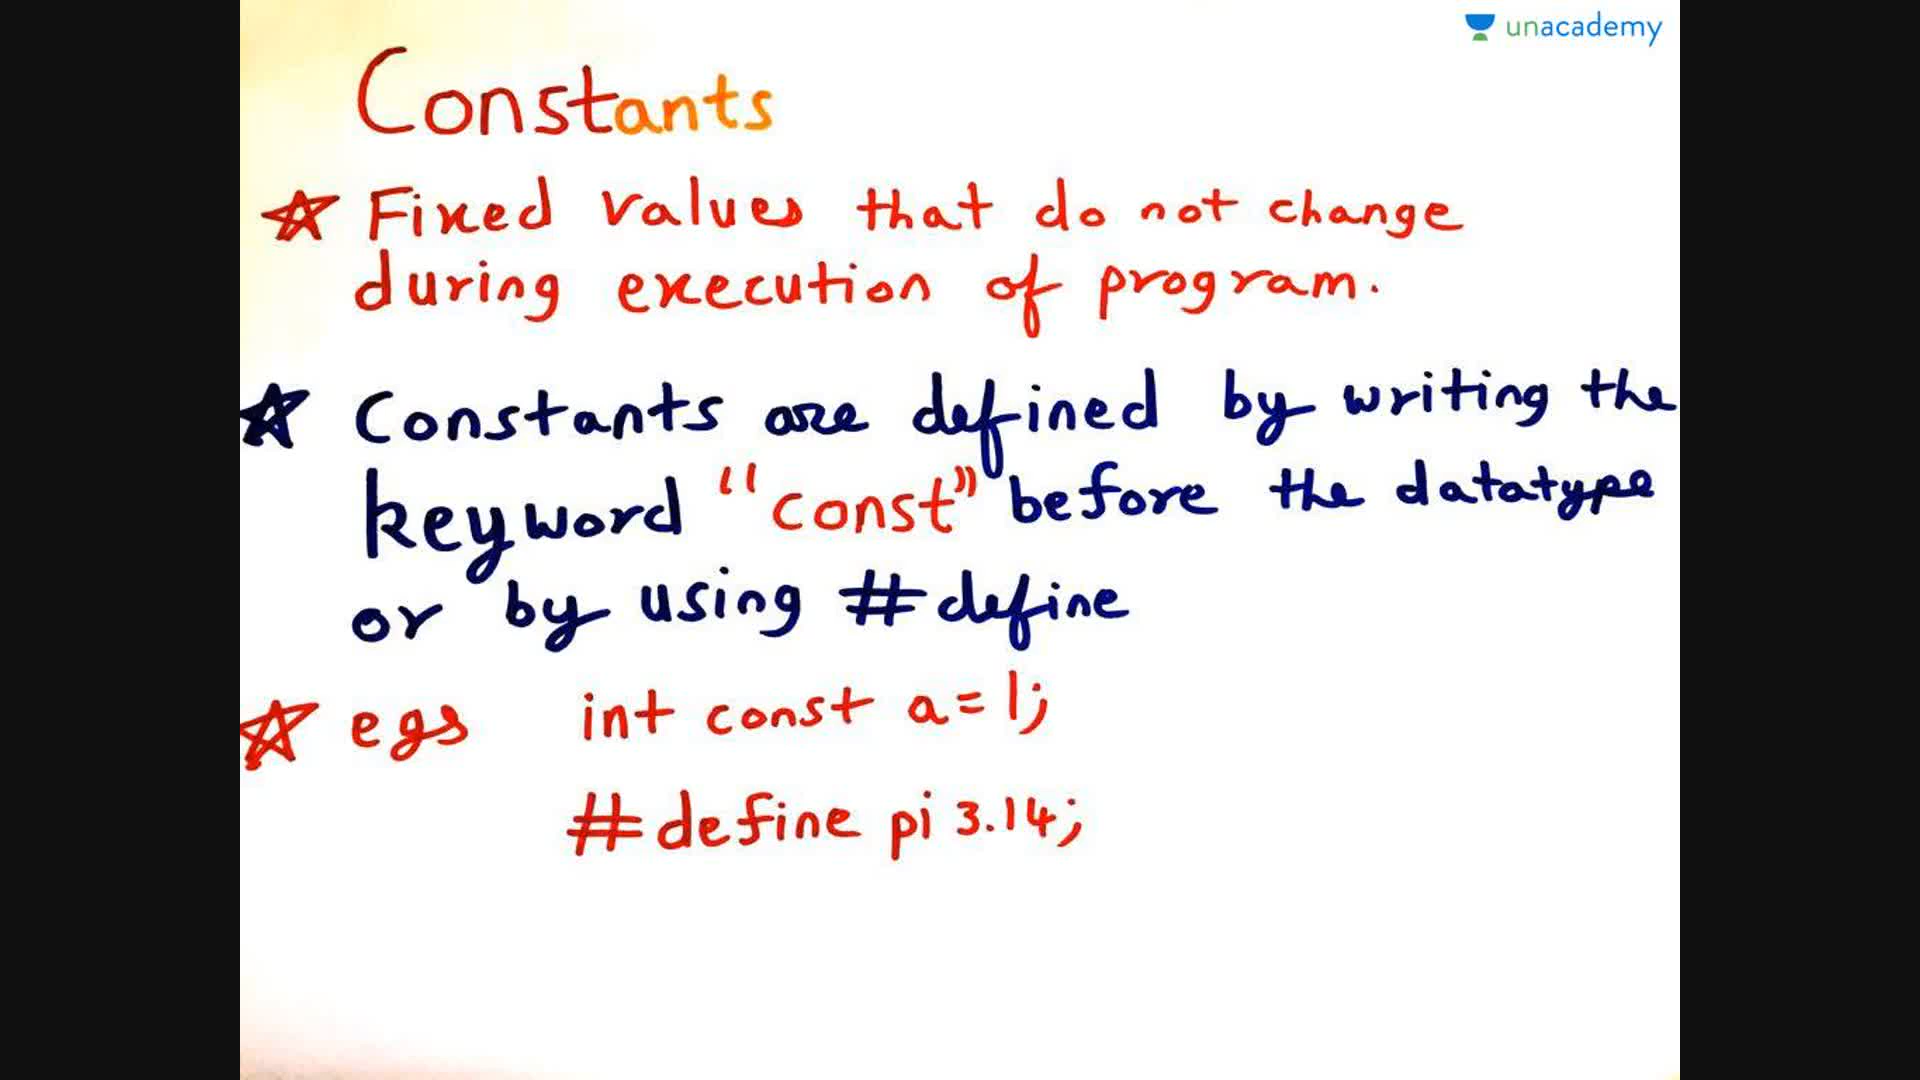 unacademy
Constants
Fixed values that do not change
during execution of program.
Constants are defined by writing the
keyword "const" before the datatype
or by using #define
egs int const a=1;
#define pi 3.14;